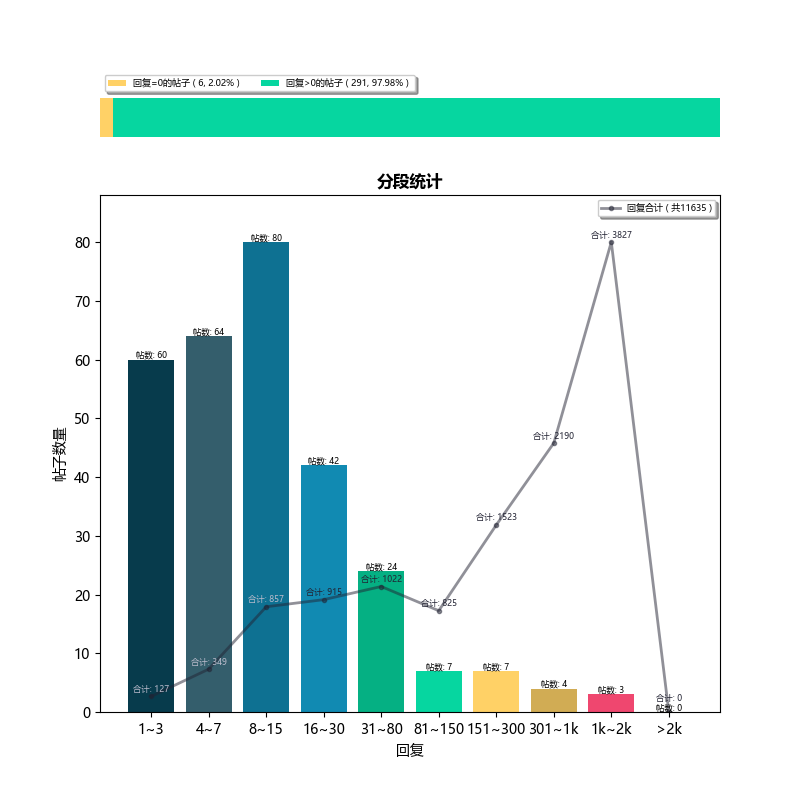 回复=0的帖子 ( 6, 2.02% ) 回复>0的帖子 ( 291, 97.98% )
分段统计
回复合计 ( 共11635 )
帖子数量
80
70
60
50
40
30
20
10
0
帖数: 60
帖数: 64
帖数: 80
帖数: 42
帖数: 24
帖数: 7
帖数: 7
帖数: 4
帖数: 3
帖数: 0
合计: 127
合计: 349
合计: 857
合计: 915
合计: 1022
合计: 825
合计: 1523
合计: 2190
合计: 3827
合计: 0
1~3 4~7 8~15 16~30 31~80 81~150 151~300 301~1k 1k~2k >2k
回复